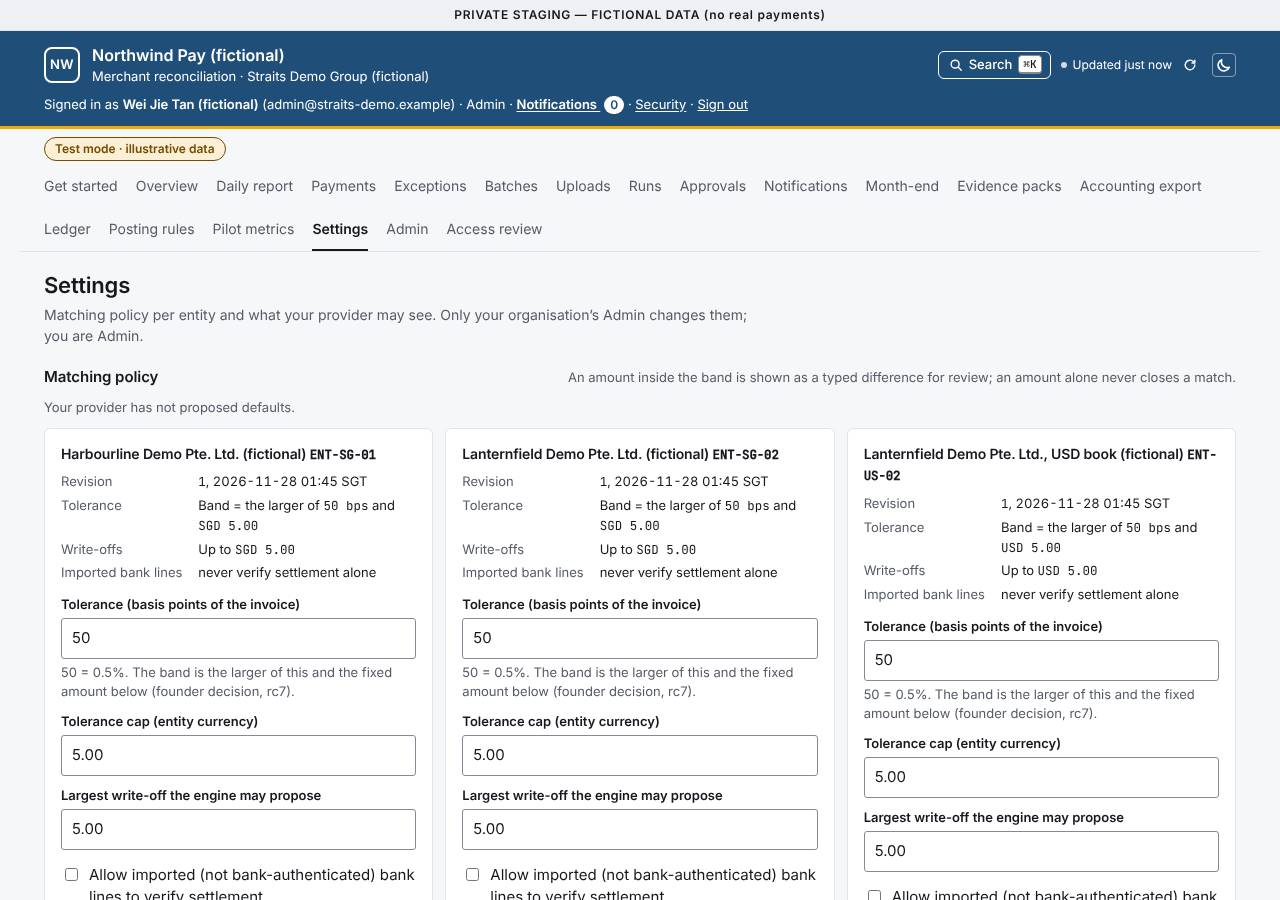 PRIVATE STAGING — FICTIONAL DATA (no real payments)
NW
Northwind Pay (fictional)
Merchant reconciliation · Straits Demo Group (fictional)
Search ⌘K
Updated just now
Signed in as Wei Jie Tan (fictional) (admin@straits-demo.example) · Admin · Notifications 0 · Security · Sign out
Test mode · illustrative data
Get started Overview Daily report Payments Exceptions Batches Uploads Runs Approvals Notifications Month-end Evidence packs Accounting export
Ledger Posting rules Pilot metrics Settings Admin Access review
Settings
Matching policy per entity and what your provider may see. Only your organisation’s Admin changes them;
you are Admin.
Matching policy
An amount inside the band is shown as a typed difference for review; an amount alone never closes a match.
Your provider has not proposed defaults.
Harbourline Demo Pte. Ltd. (fictional) ENT-SG-01
Revision 1, 2026-11-28 01:45 SGT
Tolerance Band = the larger of 50 bps and
SGD 5.00
Write-offs Up to SGD 5.00
Imported bank lines never verify settlement alone
Tolerance (basis points of the invoice)
50
50 = 0.5%. The band is the larger of this and the fixed
amount below (founder decision, rc7).
Tolerance cap (entity currency)
5.00
Largest write-off the engine may propose
5.00
Allow imported (not bank-authenticated) bank
lines to verify settlement
Lanternfield Demo Pte. Ltd. (fictional) ENT-SG-02
Revision 1, 2026-11-28 01:45 SGT
Tolerance Band = the larger of 50 bps and
SGD 5.00
Write-offs Up to SGD 5.00
Imported bank lines never verify settlement alone
Tolerance (basis points of the invoice)
50
50 = 0.5%. The band is the larger of this and the fixed
amount below (founder decision, rc7).
Tolerance cap (entity currency)
5.00
Largest write-off the engine may propose
5.00
Allow imported (not bank-authenticated) bank
lines to verify settlement
Lanternfield Demo Pte. Ltd., USD book (fictional) ENT-
US-02
Revision 1, 2026-11-28 01:45 SGT
Tolerance Band = the larger of 50 bps and
USD 5.00
Write-offs Up to USD 5.00
Imported bank lines never verify settlement alone
Tolerance (basis points of the invoice)
50
50 = 0.5%. The band is the larger of this and the fixed
amount below (founder decision, rc7).
Tolerance cap (entity currency)
5.00
Largest write-off the engine may propose
5.00
Allow imported (not bank-authenticated) bank